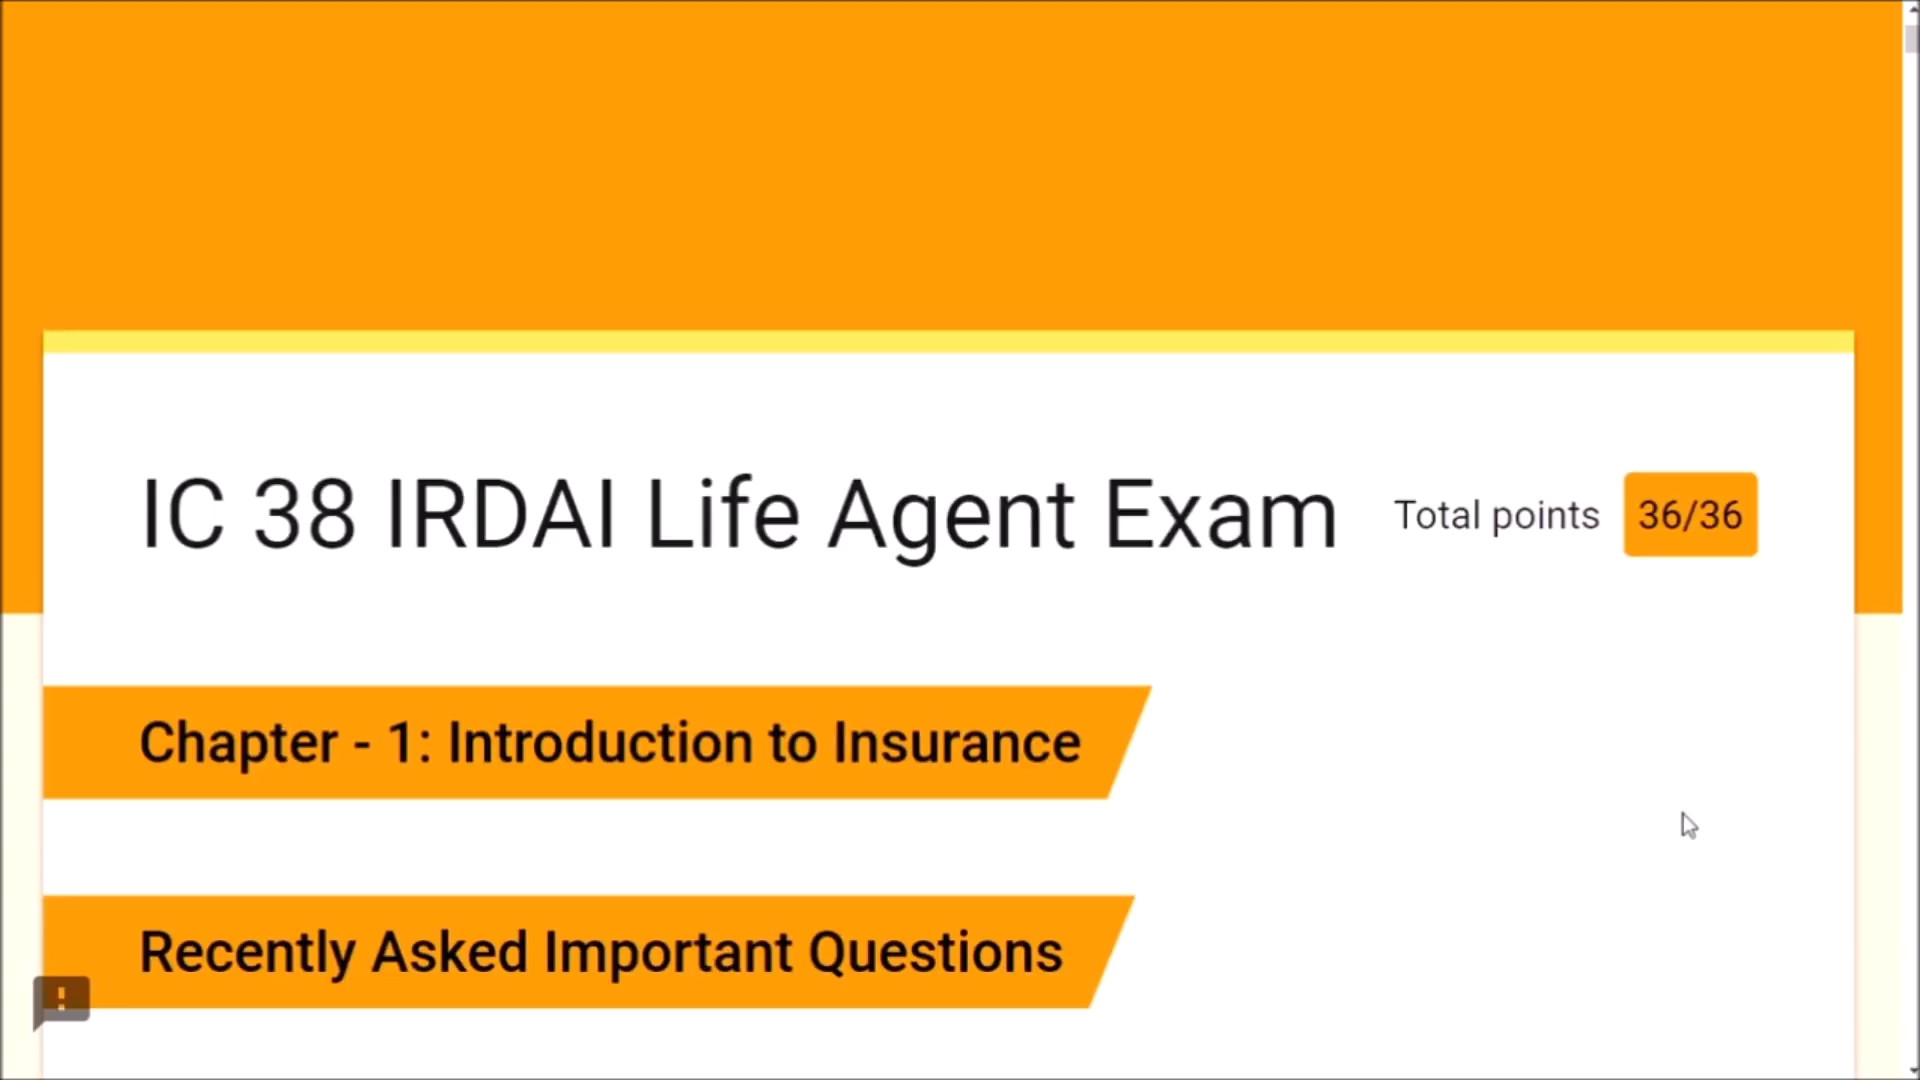 IC 38 IRDAI Life Agent Exam
Total points 36/36
Chapter - 1: Introduction to Insurance
Recently Asked Important Questions
!